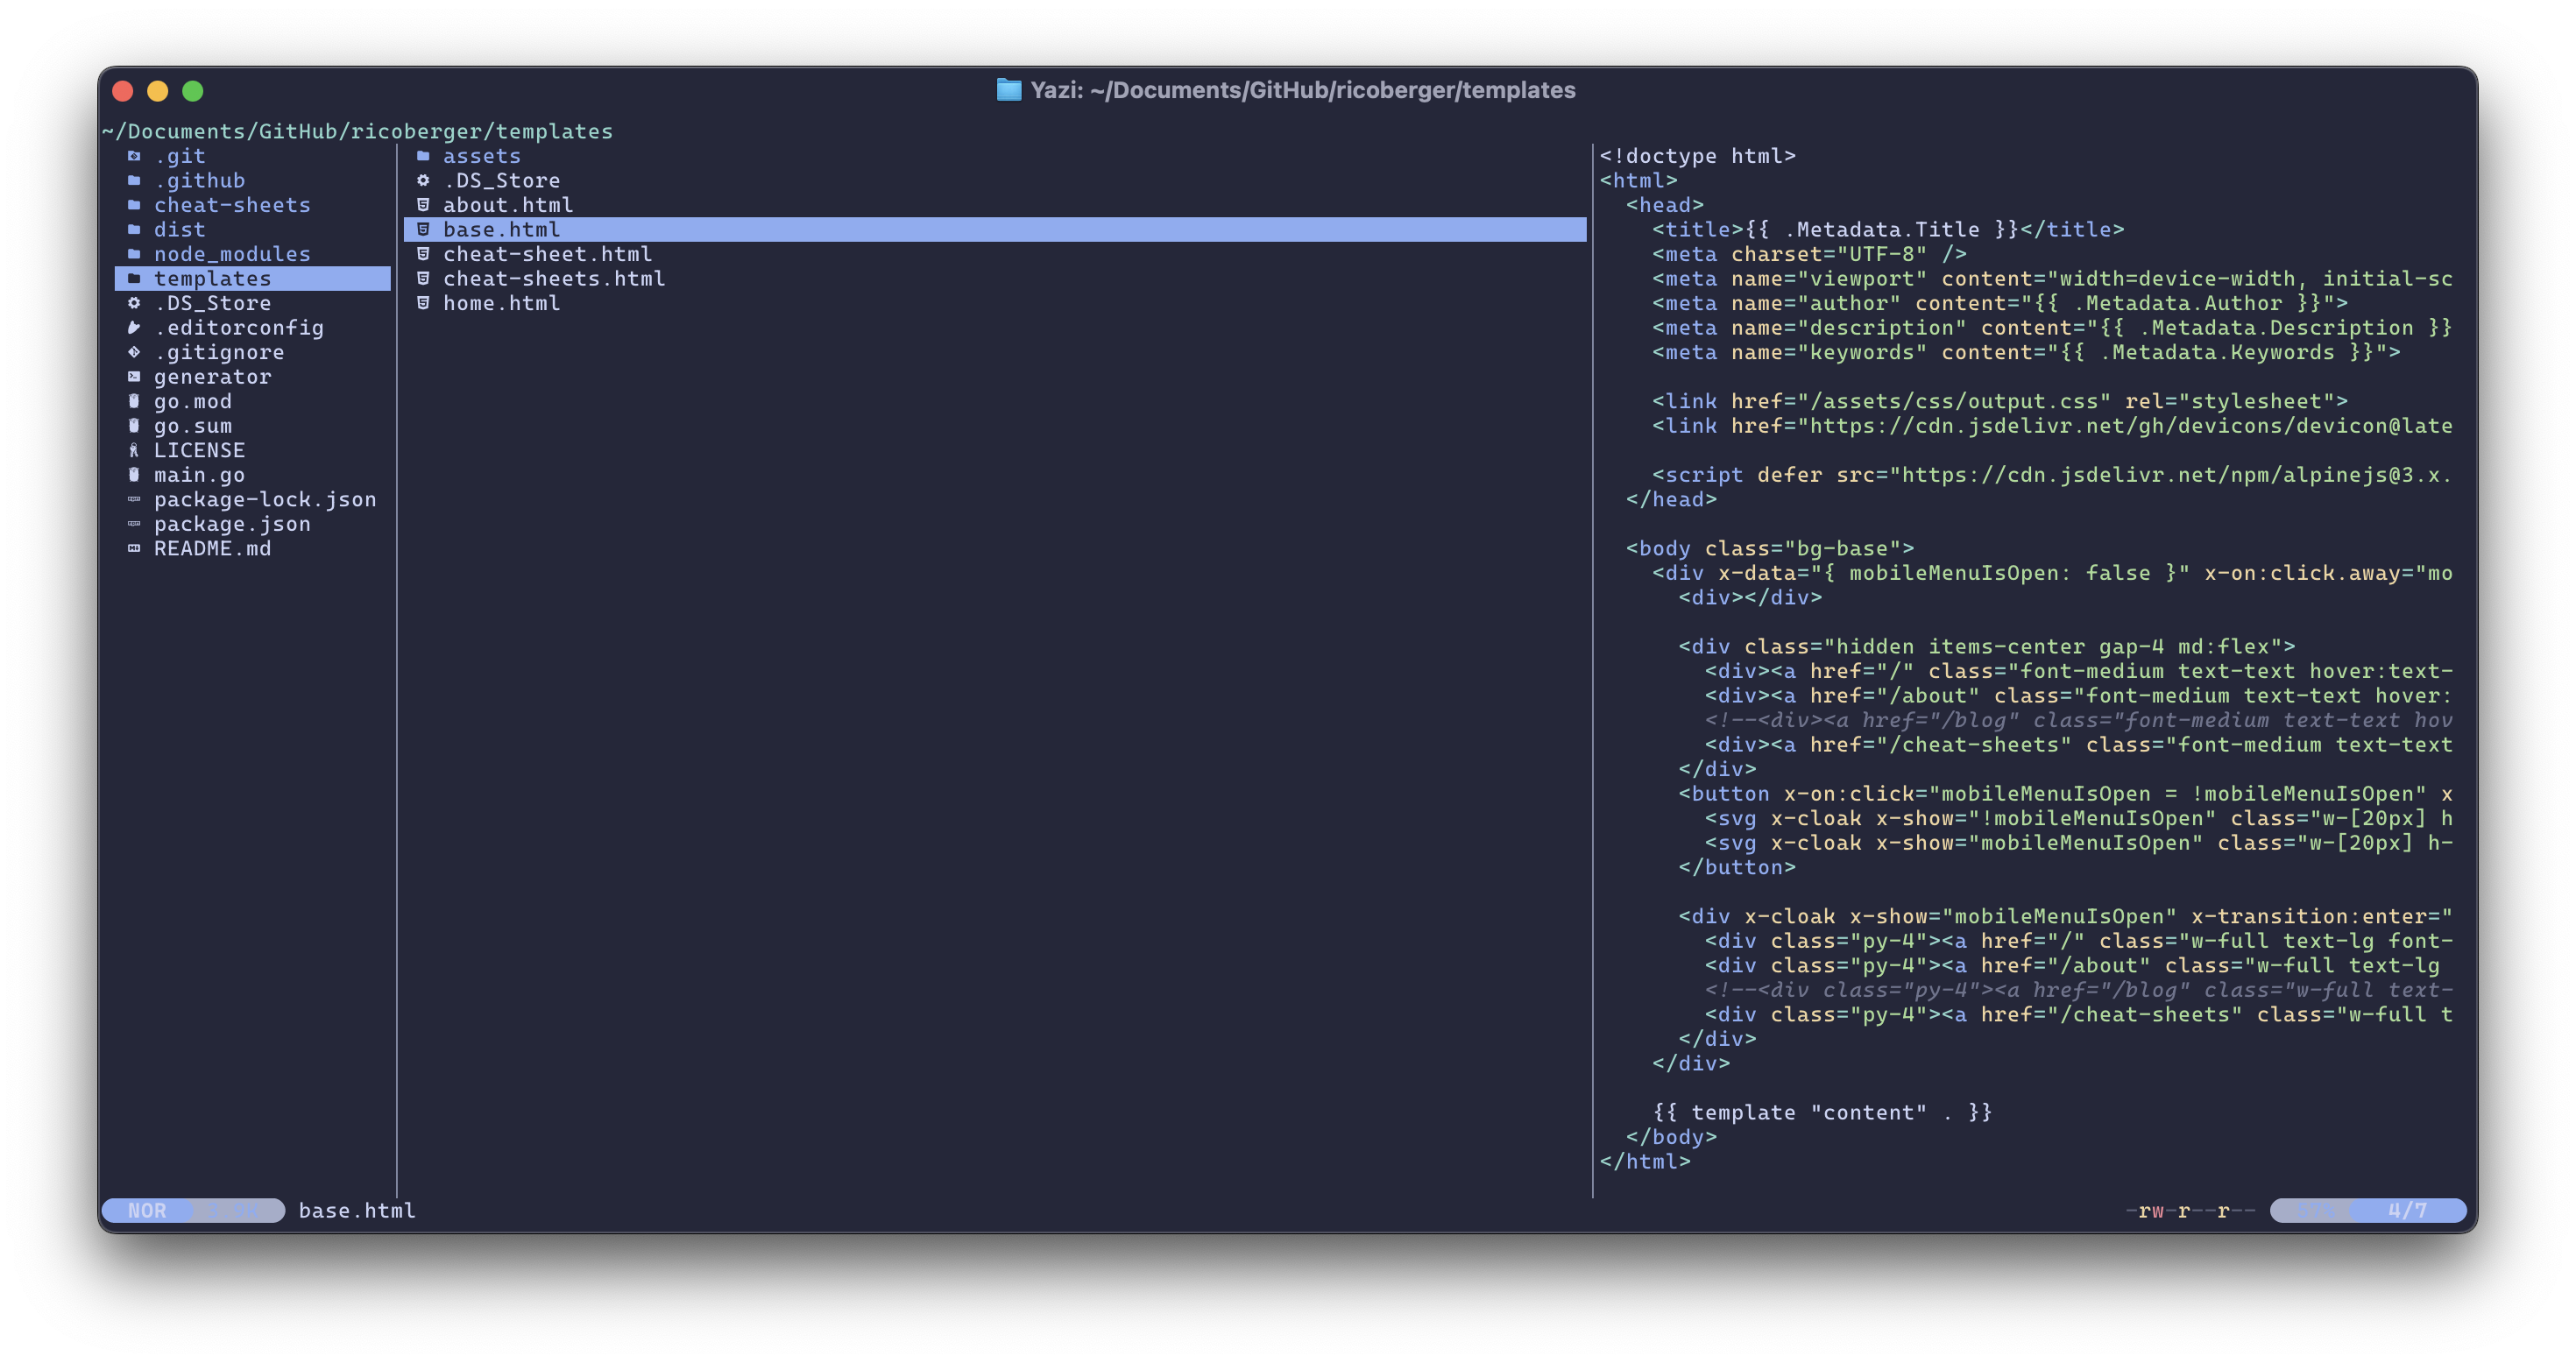 Yazi: ~/Documents/GitHub/ricoberger/templates
~/Documents/GitHub/ricoberger/templates
.git
.github
cheat-sheets
dist
node_modules
templates
.DS_Store
.editorconfig
.gitignore
generator
go.mod
go.sum
LICENSE
main.go
package-lock.json
package.json
README.md
assets
.DS_Store
about.html
base.html
cheat-sheet.html
cheat-sheets.html
home.html
<!doctype html>
<html>
  <head>
    <title>{{ .Metadata.Title }}</title>
    <meta charset="UTF-8" />
    <meta name="viewport" content="width=device-width, initial-sc
    <meta name="author" content="{{ .Metadata.Author }}">
    <meta name="description" content="{{ .Metadata.Description }}
    <meta name="keywords" content="{{ .Metadata.Keywords }}">
    <link href="/assets/css/output.css" rel="stylesheet">
    <link href="https://cdn.jsdelivr.net/gh/devicons/devicon@late
    <script defer src="https://cdn.jsdelivr.net/npm/alpinejs@3.x.
  </head>
  <body class="bg-base">
    <div x-data="{ mobileMenuIsOpen: false }" x-on:click.away="mo
      <div></div>
      <div class="hidden items-center gap-4 md:flex">
        <div><a href="/" class="font-medium text-text hover:text-
        <div><a href="/about" class="font-medium text-text hover:
        <!--<div><a href="/blog" class="font-medium text-text hov
        <div><a href="/cheat-sheets" class="font-medium text-text
      </div>
      <button x-on:click="mobileMenuIsOpen = !mobileMenuIsOpen" x
        <svg x-cloak x-show="!mobileMenuIsOpen" class="w-[20px] h
        <svg x-cloak x-show="mobileMenuIsOpen" class="w-[20px] h-
      </button>
      <div x-cloak x-show="mobileMenuIsOpen" x-transition:enter="
        <div class="py-4"><a href="/" class="w-full text-lg font-
        <div class="py-4"><a href="/about" class="w-full text-lg
        <!--<div class="py-4"><a href="/blog" class="w-full text-
        <div class="py-4"><a href="/cheat-sheets" class="w-full t
      </div>
    </div>
    {{ template "content" . }}
  </body>
</html>
NOR base.html
-rw-r--r-- 4/7